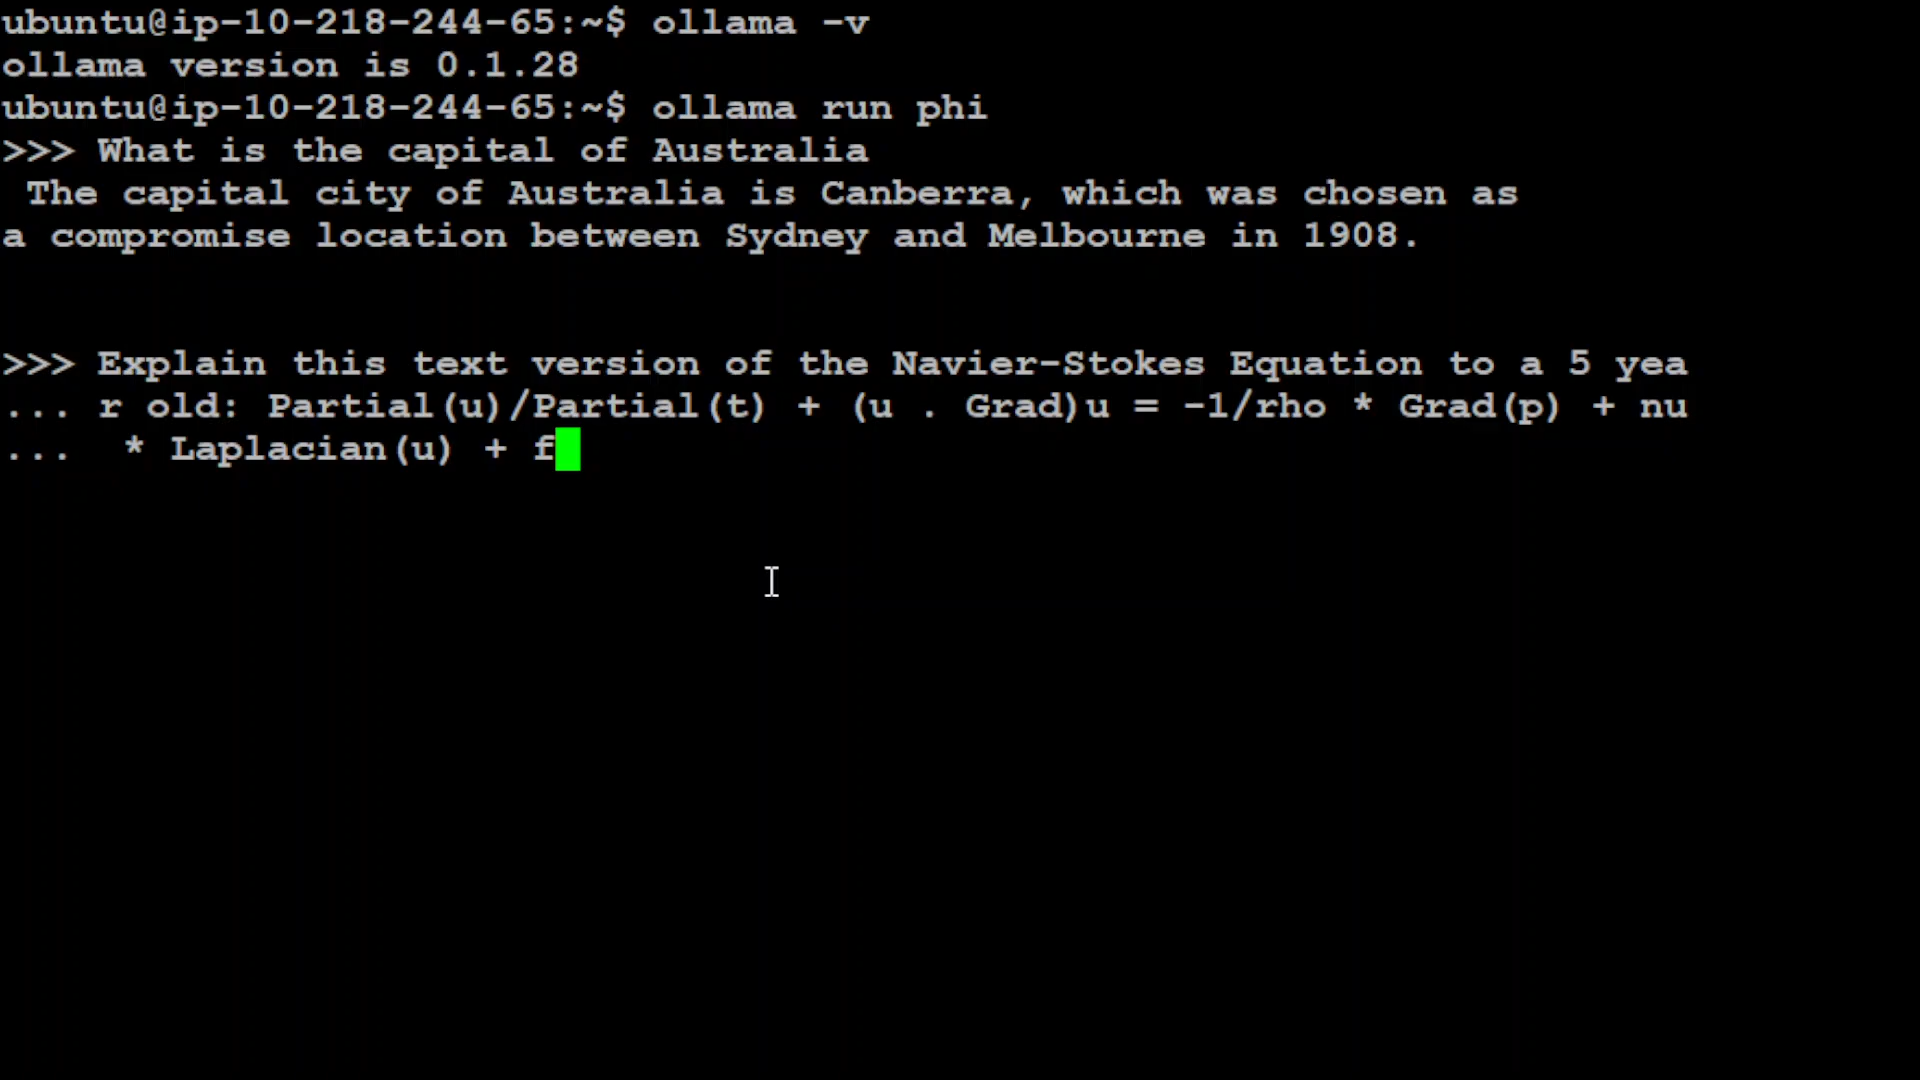 ubuntu@ip-10-218-244-65:~$ ollama -v
ollama version is 0.1.28
ubuntu@ip-10-218-244-65:~$ ollama run phi
>>> What is the capital of Australia
 The capital city of Australia is Canberra, which was chosen as
a compromise location between Sydney and Melbourne in 1908.
>>> Explain this text version of the Navier-Stokes Equation to a 5 yea
... r old: Partial(u)/Partial(t) + (u . Grad)u = -1/rho * Grad(p) + nu
...  * Laplacian(u) + f